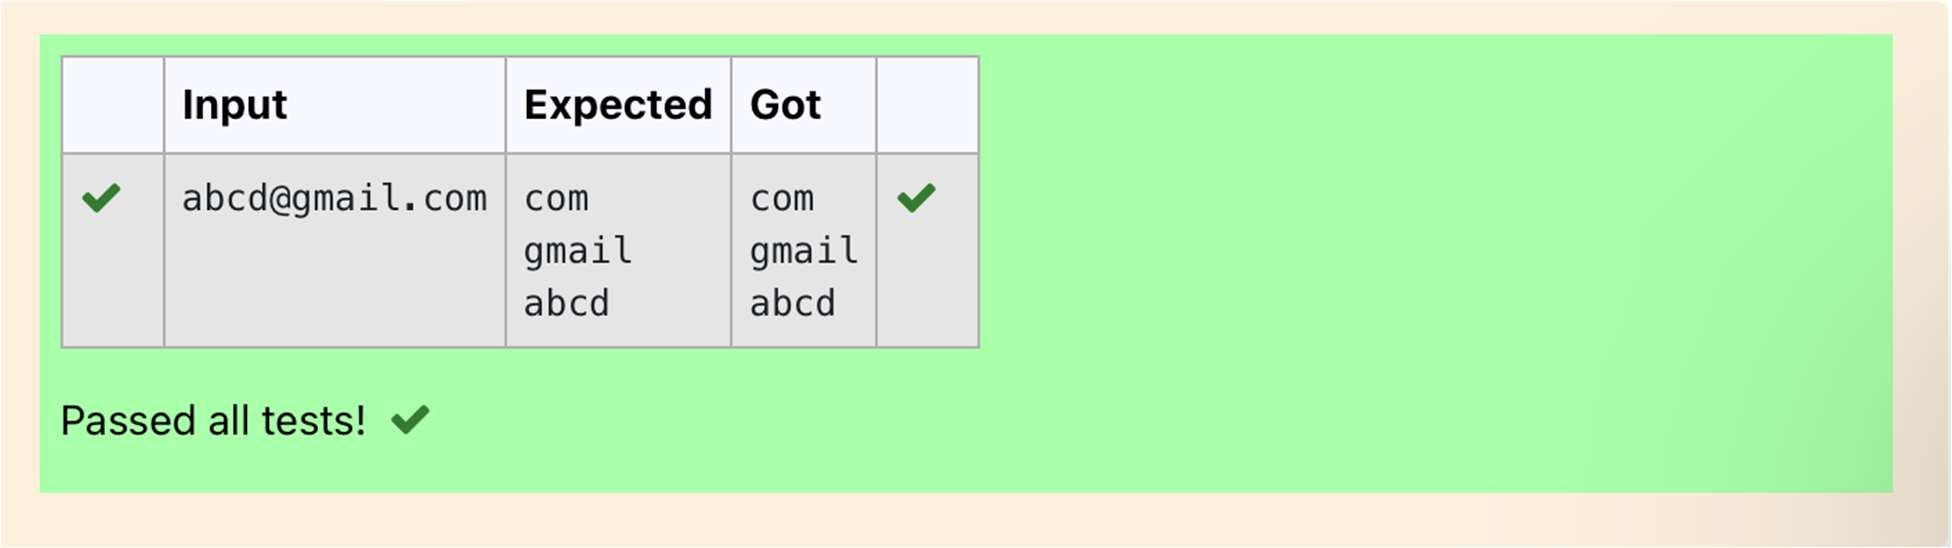 Input Expected Got
abcd@gmail.com com com
gmail gmail
abcd abcd
Passed all tests!